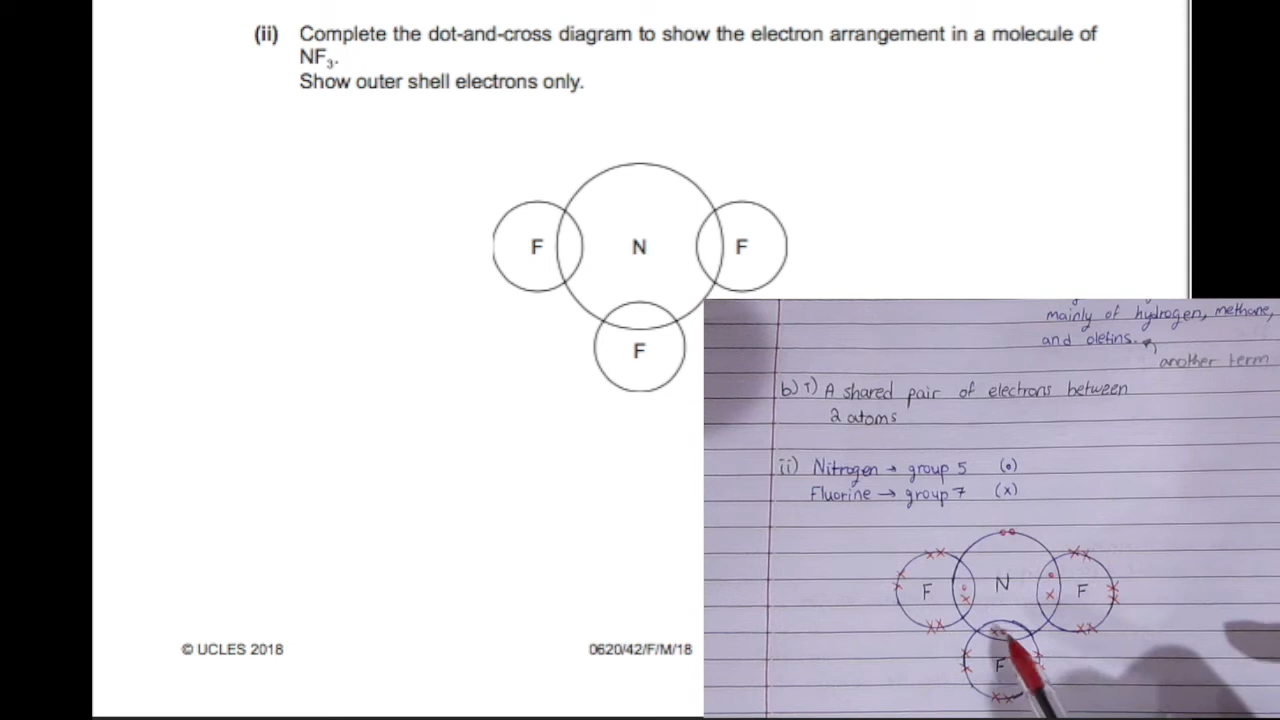 (ii) Complete the dot-and-cross diagram to show the electron arrangement in a molecule of
NF₃.
Show outer shell electrons only.
F N F
F
mainly of hydrogen, methane,
and olefins.
another term
b) i) A shared pair of electrons between
2 atoms
ii) Nitrogen → group 5 (o)
Fluorine → group 7 (x)
F N F
F
© UCLES 2018
0620/42/F/M/18